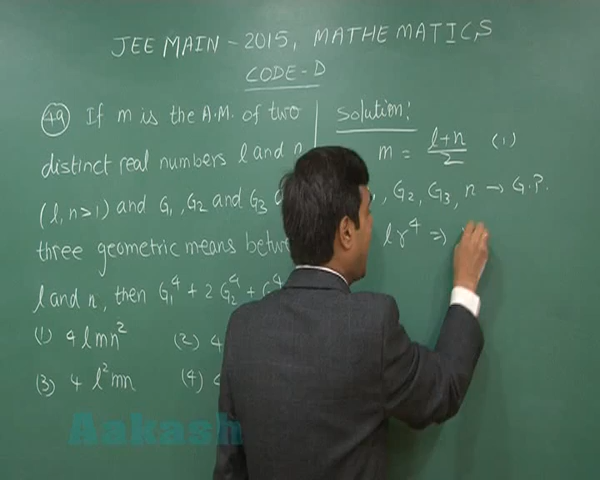 JEE MAIN - 2015, MATHEMATICS
CODE-D
49 If m is the A.M. of two
distinct real numbers l and n
(l, n>1) and G1, G2 and G3
three geometric means
l and n, then G1^4 + 2 G2^4 +
(1) 4 l m n^2
(2) 4
(3) 4 l^2 m n
(4)
Solution:
m = l+n/2 (1)
, G2, G3, n → G.P.
l r^4 ⇒
Aakash